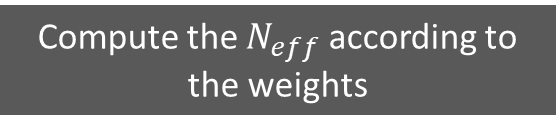 Compute the N_eff according to
the weights